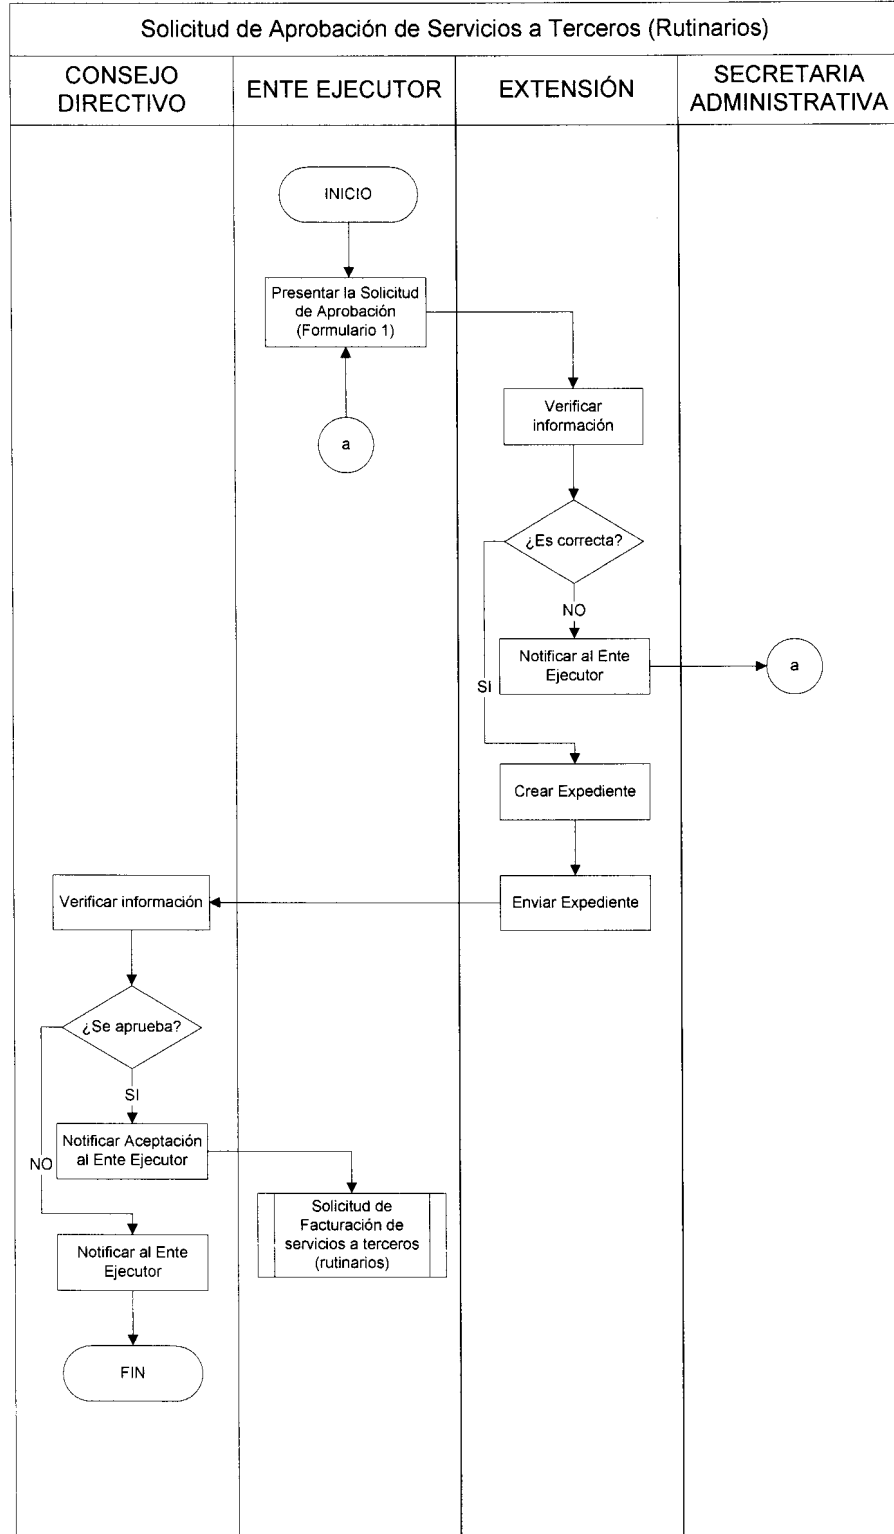 Solicitud de Aprobación de Servicios a Terceros (Rutinarios)
CONSEJO
DIRECTIVO
ENTE EJECUTOR
EXTENSIÓN
SECRETARIA
ADMINISTRATIVA
INICIO
Presentar la Solicitud
de Aprobación
(Formulario 1)
Verificar
información
a
¿Es correcta?
NO
Notificar al Ente
Ejecutor
a
SI
Crear Expediente
Verificar información
Enviar Expediente
¿Se aprueba?
SI
Notificar Aceptación
al Ente Ejecutor
NO
Solicitud de
Facturación de
servicios a terceros
(rutinarios)
Notificar al Ente
Ejecutor
FIN